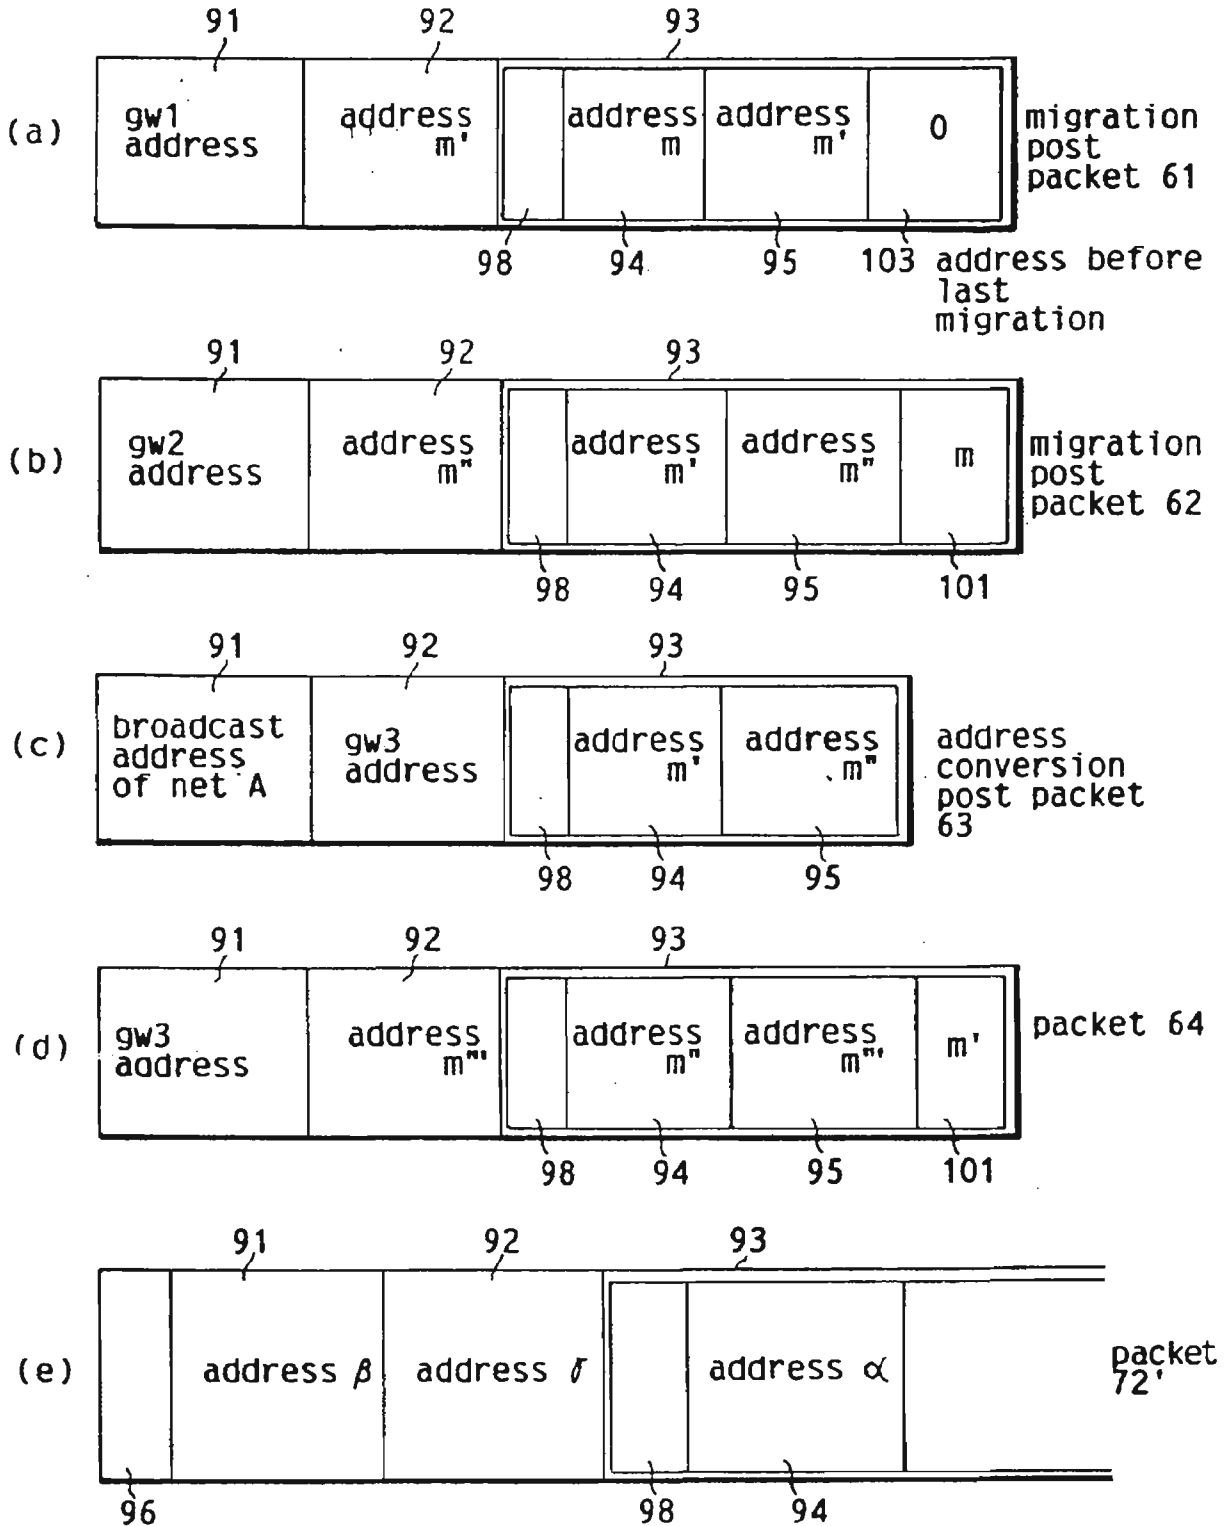 91 92 93
(a)
gw1
address
address
m'
address
m
address
m'
0
migration
post
packet 61
98 94 95 103 address before
last
migration
91 92 93
(b)
gw2
address
address
m"
address
m'
address
m"
m
migration
post
packet 62
98 94 95 101
91 92 93
(c)
broadcast
address
of net A
gw3
address
address
m'
address
m"
address
conversion
post packet
63
98 94 95
91 92 93
(d)
gw3
address
address
m"'
address
m"
address
m"'
m'
packet 64
98 94 95 101
91 92 93
(e)
address β
address γ
address α
packet
72'
96 98 94